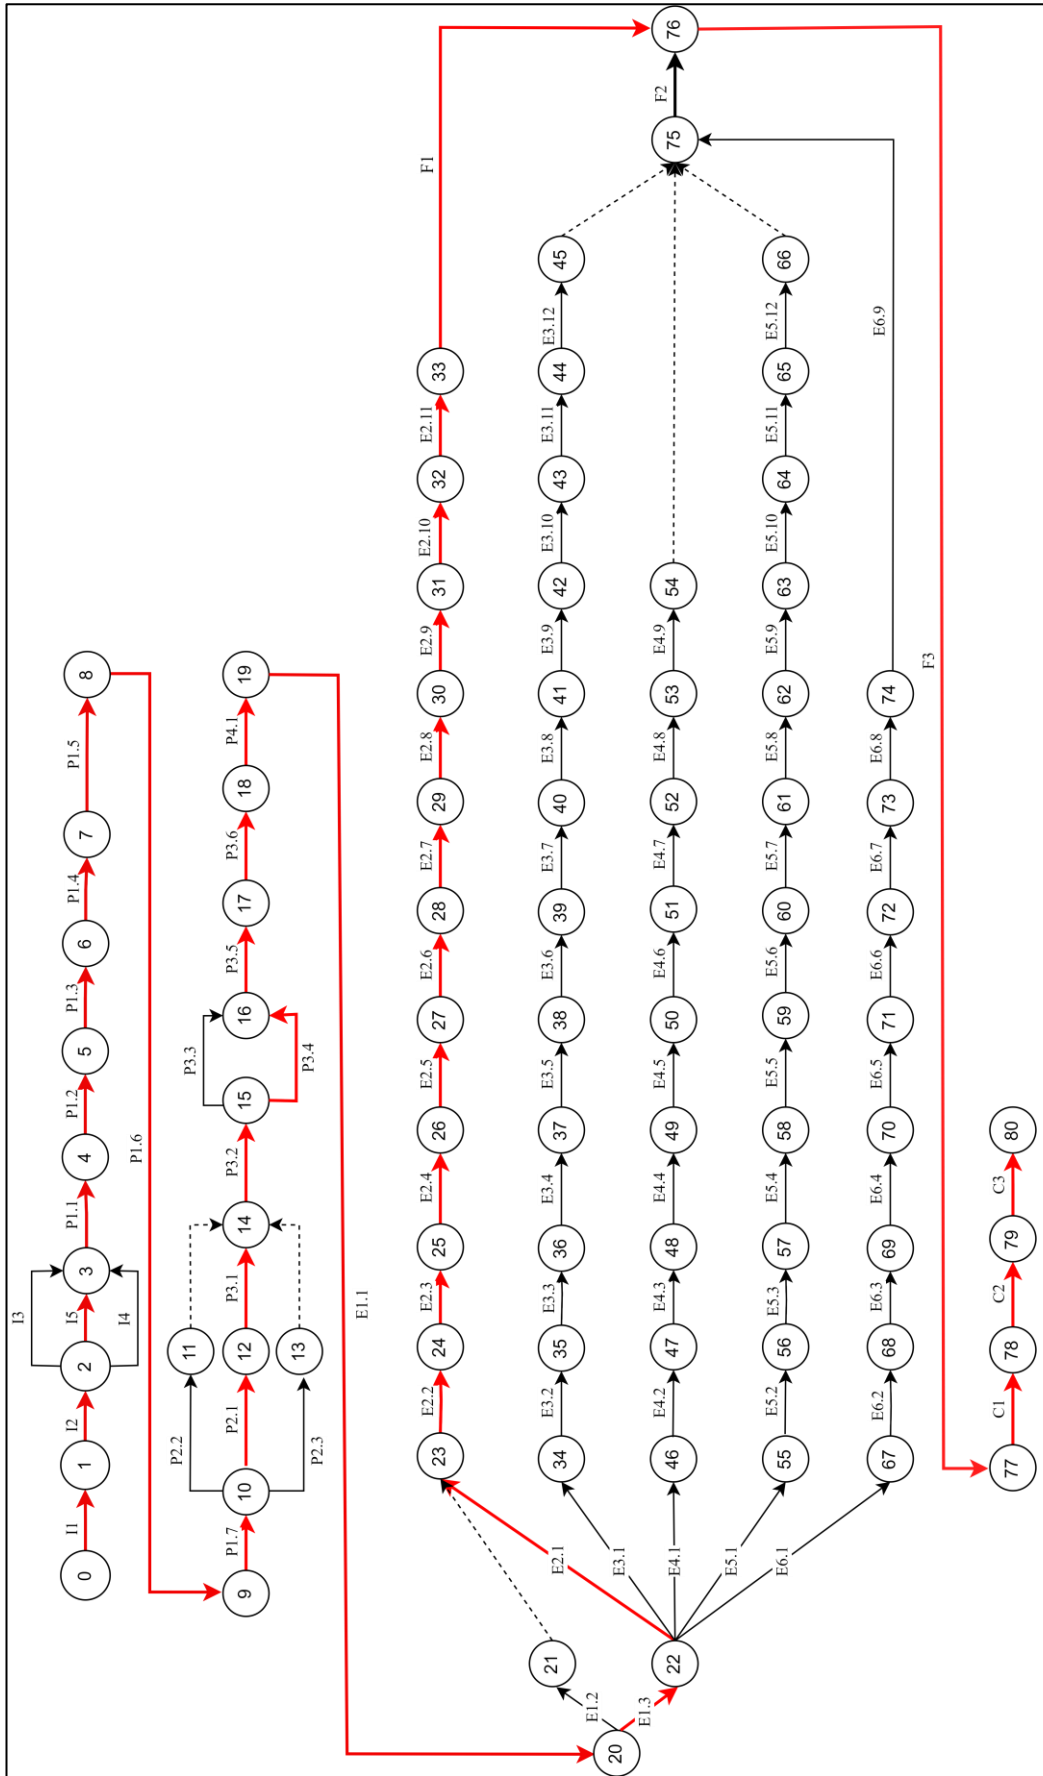 0 I1 1 I2 2 I3 I5 I4 3 P1.1 4 P1.2 5 P1.3 6 P1.4 7 P1.5 8
P1.6
9 P1.7 10 P2.2 P2.1 P2.3 11 12 13 P3.1 14 P3.2 15 P3.3 P3.4 16 P3.5 17 P3.6 18 P4.1 19
E1.1
20 E1.2 E1.3 21 22
E2.1 23 E2.2 24 E2.3 25 E2.4 26 E2.5 27 E2.6 28 E2.7 29 E2.8 30 E2.9 31 E2.10 32 E2.11 33 F1
E3.1 34 E3.2 35 E3.3 36 E3.4 37 E3.5 38 E3.6 39 E3.7 40 E3.8 41 E3.9 42 E3.10 43 E3.11 44 E3.12 45
E4.1 46 E4.2 47 E4.3 48 E4.4 49 E4.5 50 E4.6 51 E4.7 52 E4.8 53 E4.9 54 75 F2 76
E5.1 55 E5.2 56 E5.3 57 E5.4 58 E5.5 59 E5.6 60 E5.7 61 E5.8 62 E5.9 63 E5.10 64 E5.11 65 E5.12 66
E6.1 67 E6.2 68 E6.3 69 E6.4 70 E6.5 71 E6.6 72 E6.7 73 E6.8 74 E6.9
F3
77 C1 78 C2 79 C3 80